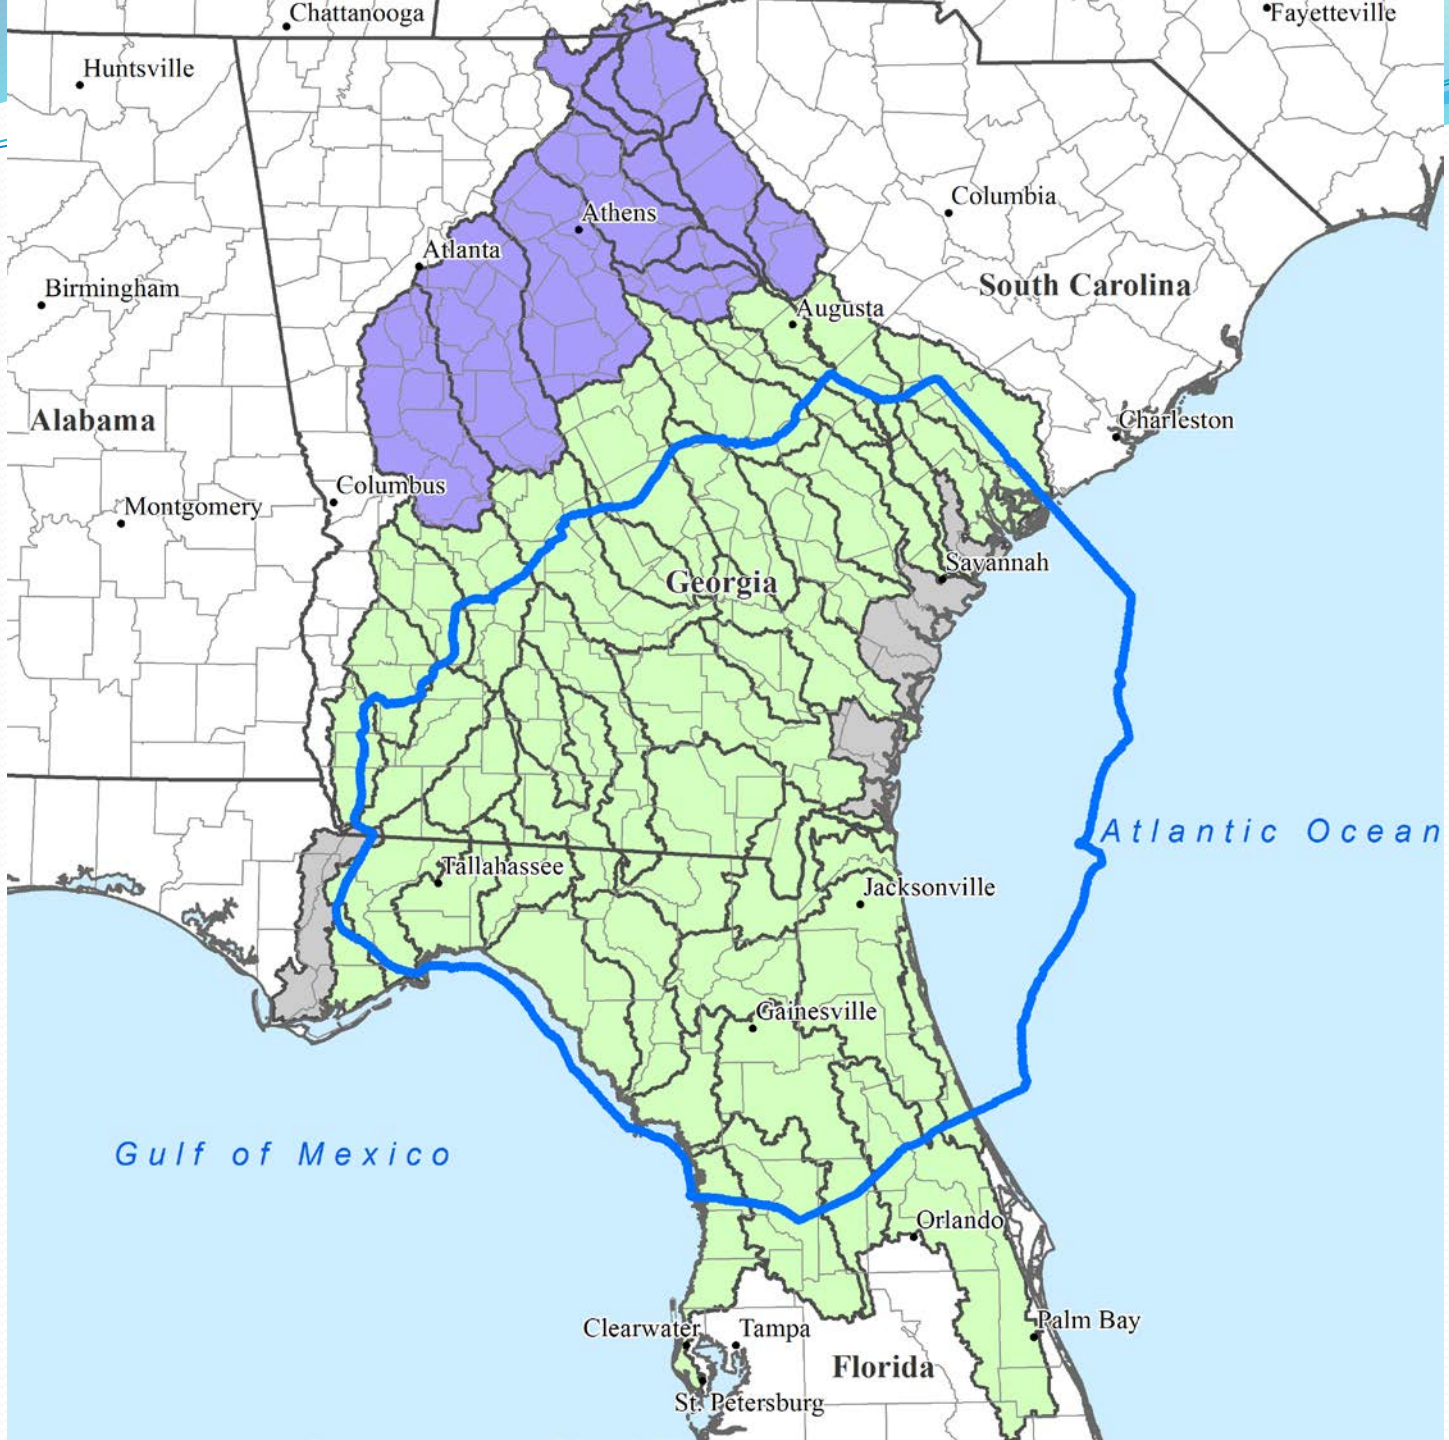 Chattanooga
Fayetteville
Huntsville
Columbia
Athens
Atlanta
South Carolina
Birmingham
Augusta
Alabama
Charleston
Columbus
Montgomery
Savannah
Georgia
Atlantic Ocean
Tallahassee
Jacksonville
Gainesville
Gulf of Mexico
Orlando
Palm Bay
Clearwater
Tampa
Florida
St. Petersburg